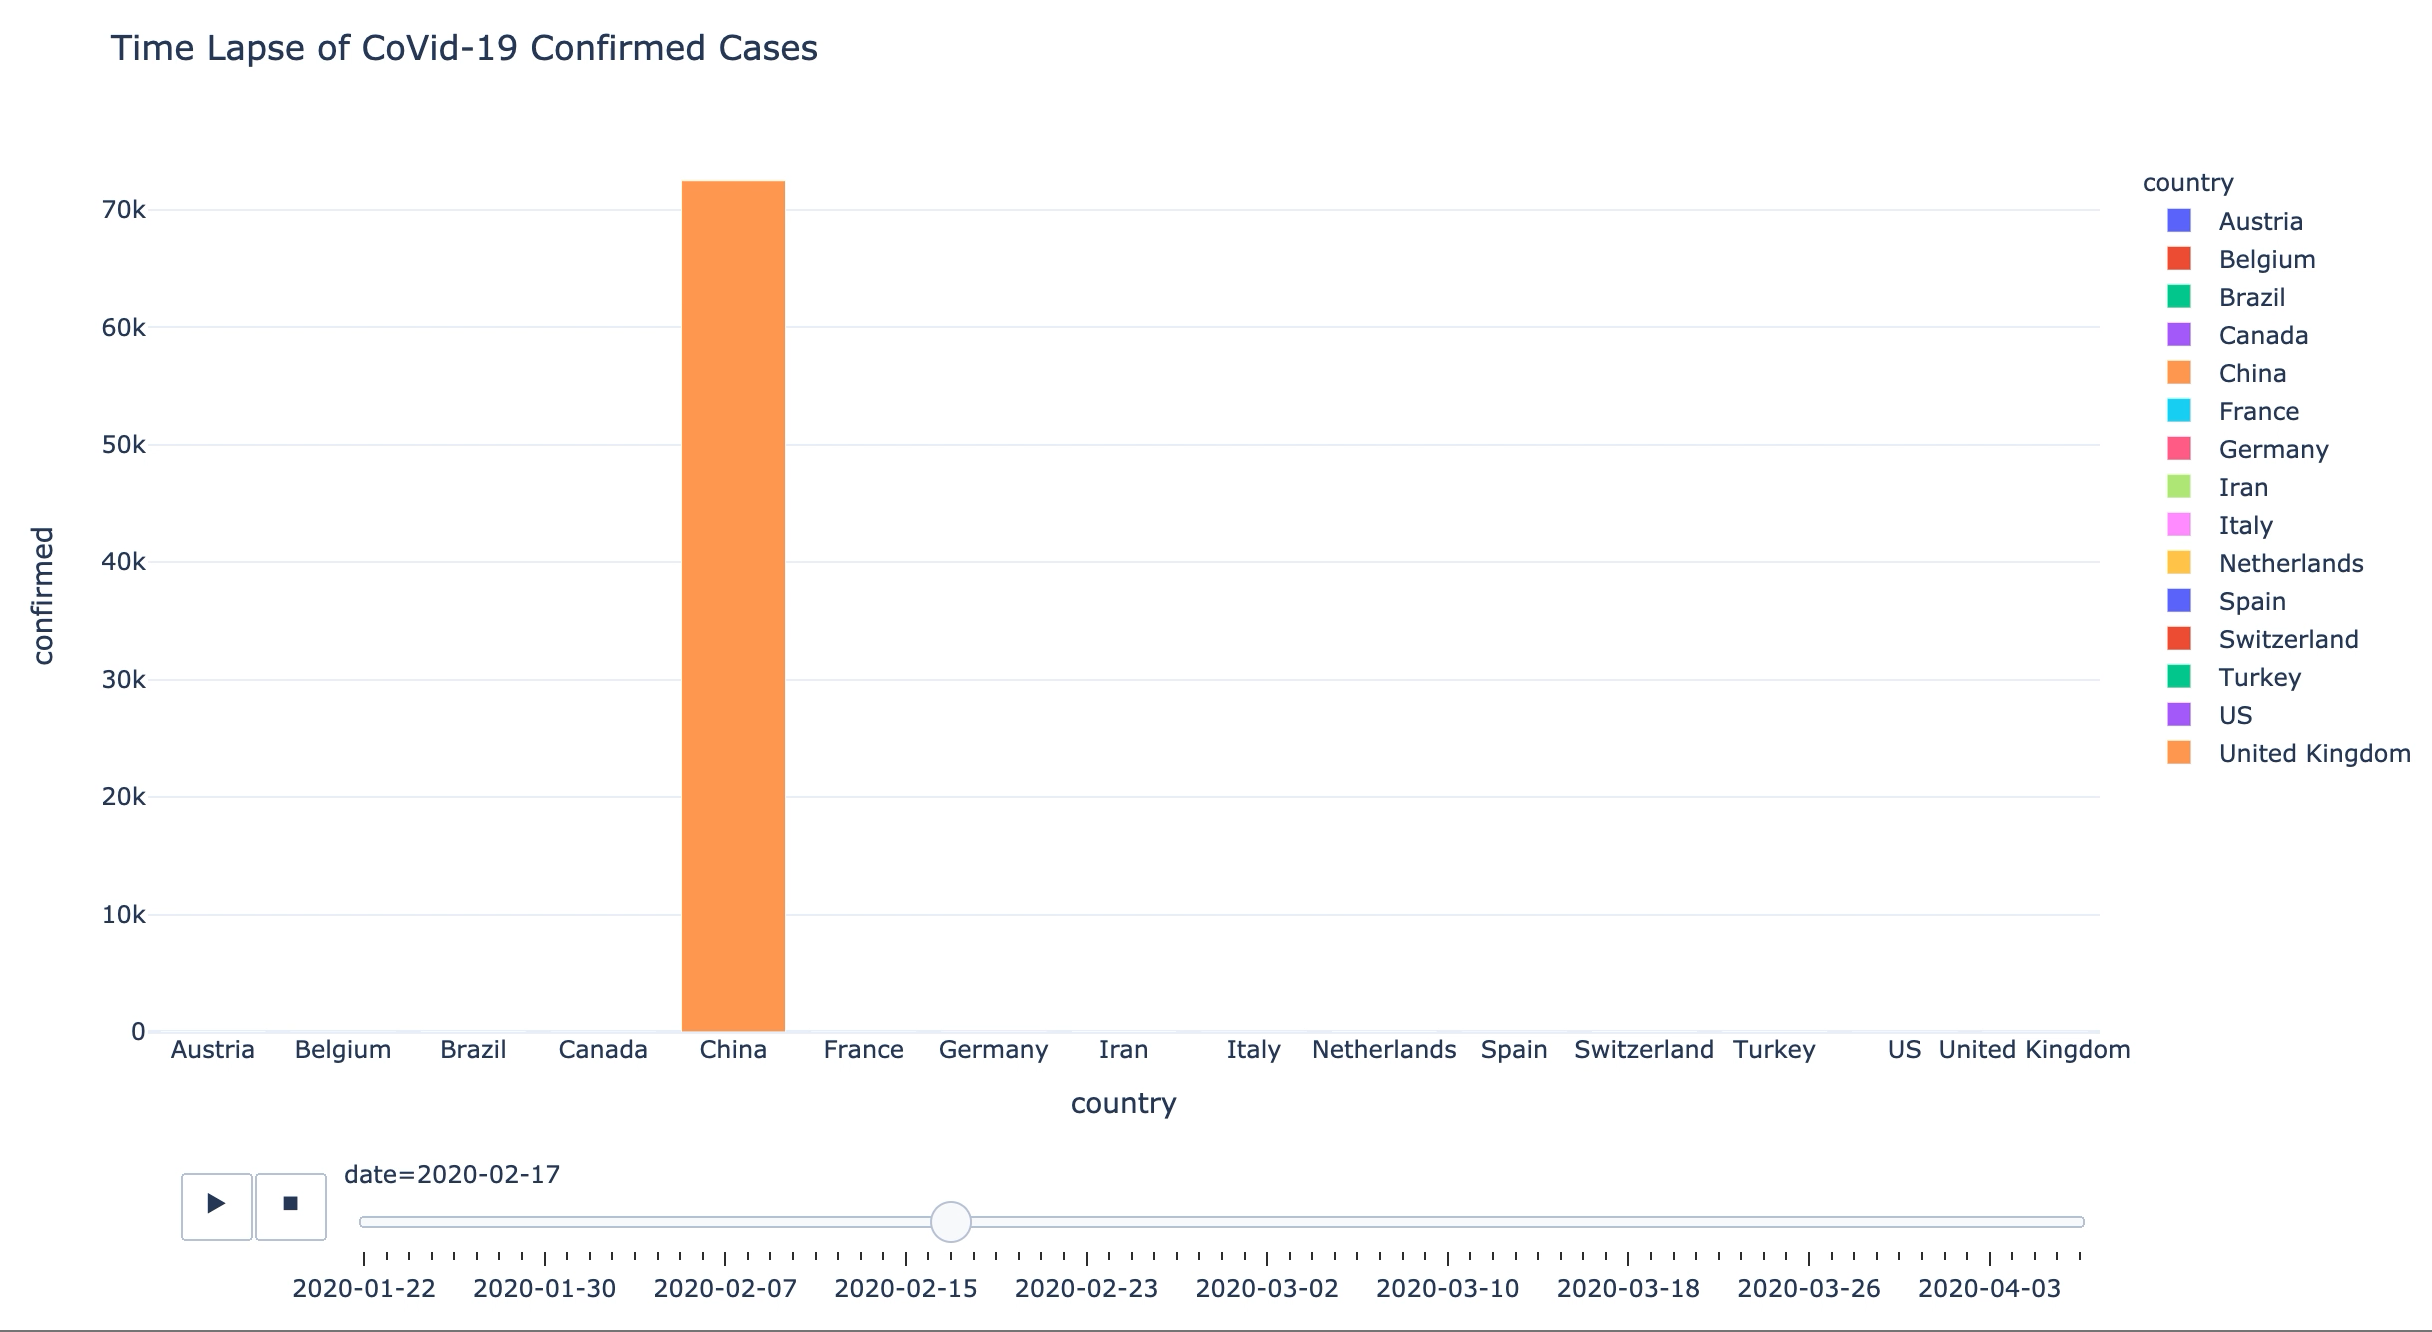 Time Lapse of CoVid-19 Confirmed Cases
confirmed
70k
60k
50k
40k
30k
20k
10k
0
Austria Belgium Brazil Canada China France Germany Iran Italy Netherlands Spain Switzerland Turkey US United Kingdom
country
country
Austria
Belgium
Brazil
Canada
China
France
Germany
Iran
Italy
Netherlands
Spain
Switzerland
Turkey
US
United Kingdom
date=2020-02-17
2020-01-22 2020-01-30 2020-02-07 2020-02-15 2020-02-23 2020-03-02 2020-03-10 2020-03-18 2020-03-26 2020-04-03